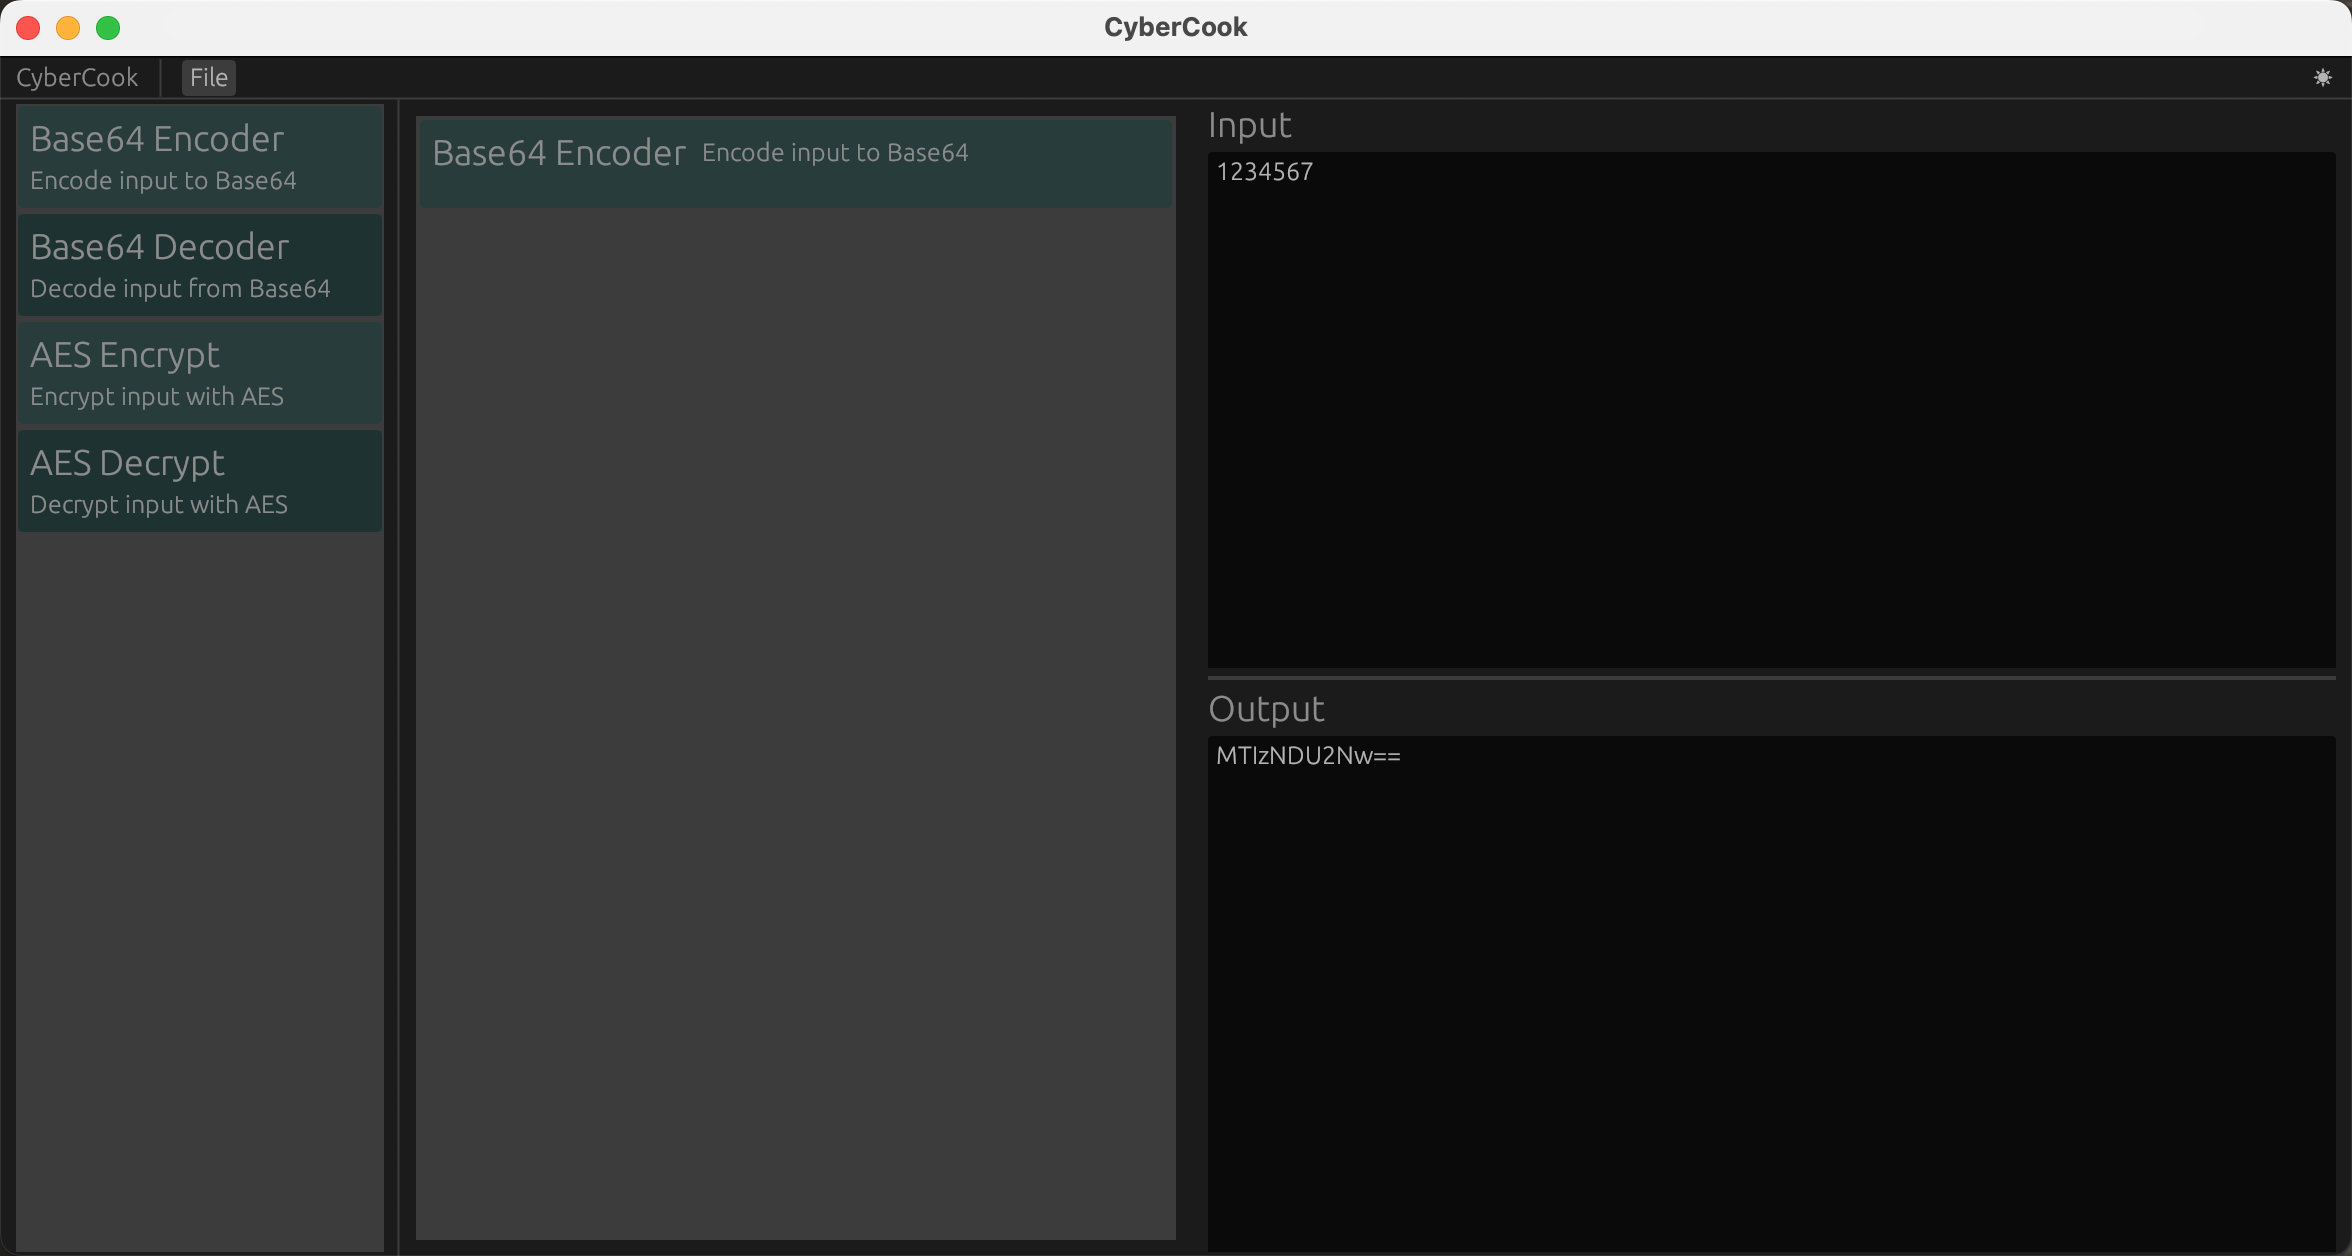 CyberCook
CyberCook File
Base64 Encoder
Encode input to Base64
Base64 Decoder
Decode input from Base64
AES Encrypt
Encrypt input with AES
AES Decrypt
Decrypt input with AES
Base64 Encoder Encode input to Base64
Input
1234567
Output
MTIzNDU2Nw==